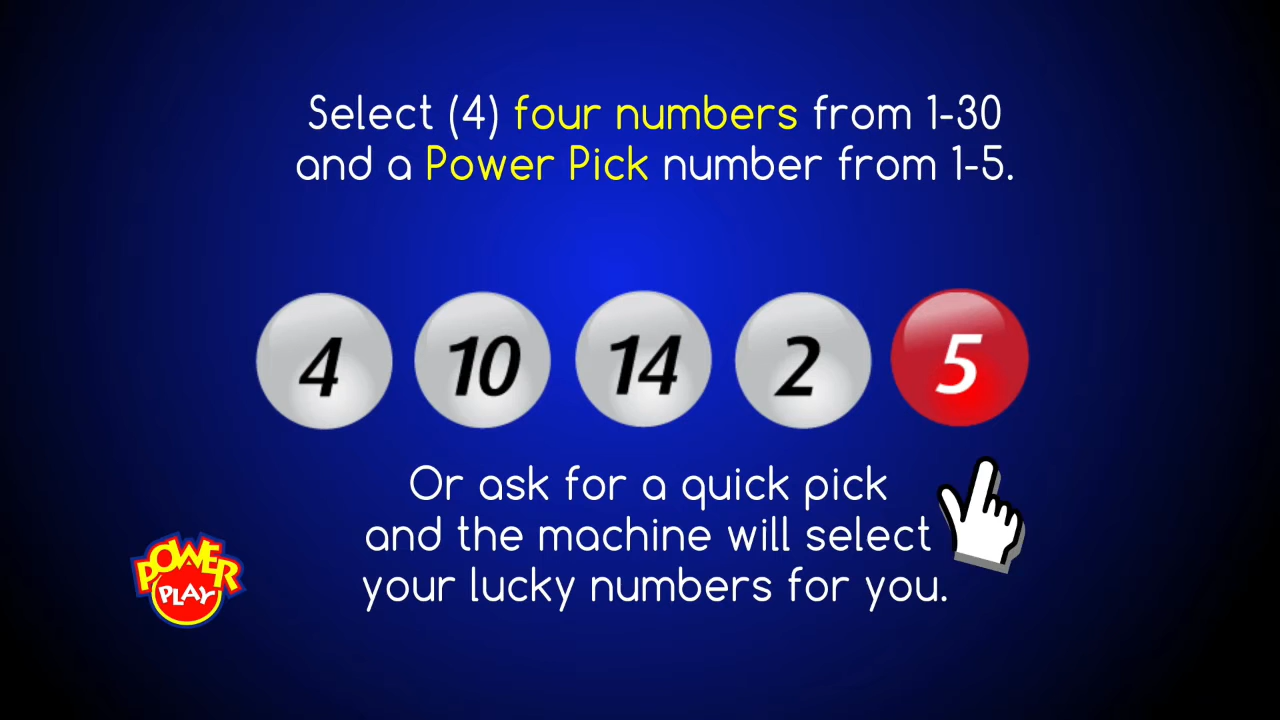 Select (4) four numbers from 1-30
and a Power Pick number from 1-5.
4 10 14 2 5
Or ask for a quick pick
and the machine will select
your lucky numbers for you.
POWER
PLAY